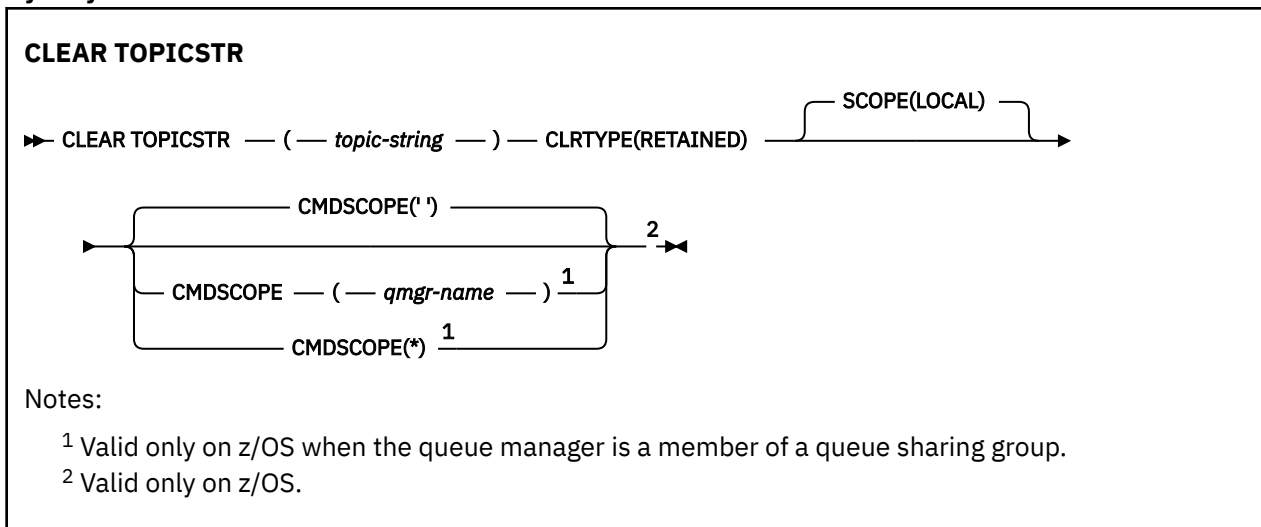 CLEAR TOPICSTR
SCOPE(LOCAL)
CLEAR TOPICSTR — ( — topic-string — ) — CLRTYPE(RETAINED)
CMDSCOPE(' ')
2
CMDSCOPE — ( — qmgr-name — ) 1
CMDSCOPE(*) 1
Notes:
1 Valid only on z/OS when the queue manager is a member of a queue sharing group.
2 Valid only on z/OS.